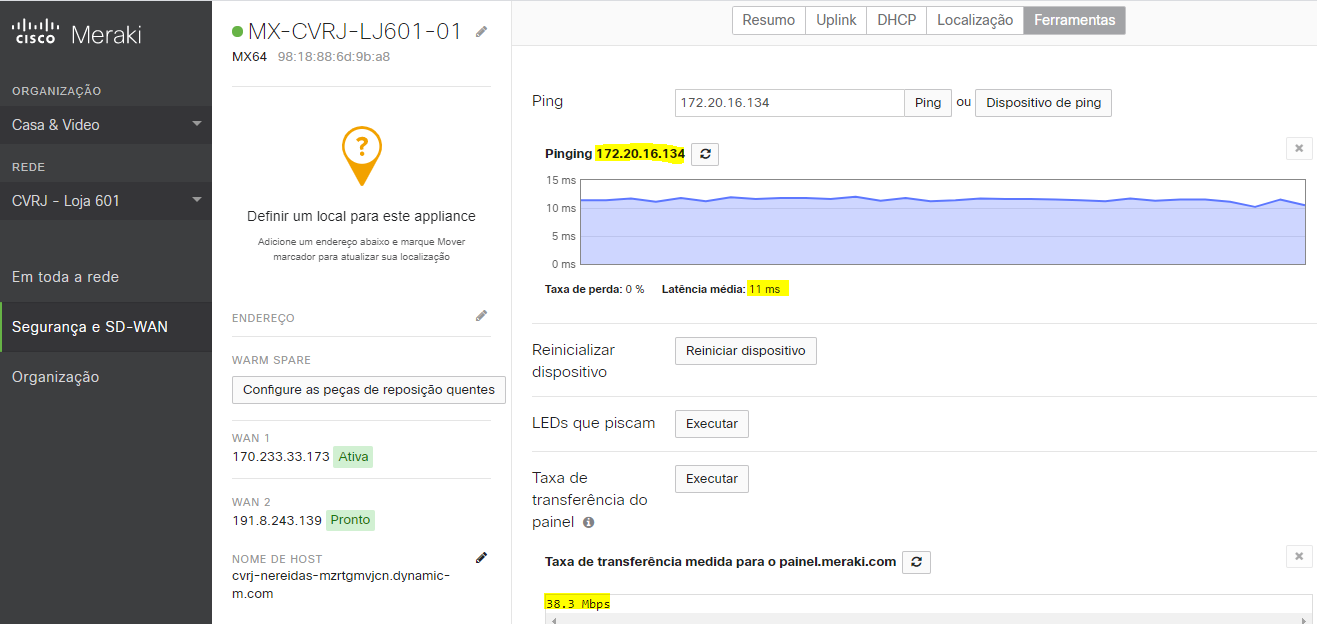 CISCO Meraki
ORGANIZAÇÃO
Casa & Video
REDE
CVRJ - Loja 601
Em toda a rede
Segurança e SD-WAN
Organização
MX-CVRJ-LJ601-01
MX64 98:18:88:6d:9b:a8
?
Definir um local para este appliance
Adicione um endereço abaixo e marque Mover
marcador para atualizar sua localização
ENDEREÇO
WARM SPARE
Configure as peças de reposição quentes
WAN 1
170.233.33.173 Ativa
WAN 2
191.8.243.139 Pronto
NOME DE HOST
cvrj-nereidas-mzrtgmvjcn.dynamic-
m.com
Resumo Uplink DHCP Localização Ferramentas
Ping 172.20.16.134 Ping ou Dispositivo de ping
Pinging 172.20.16.134
15 ms
10 ms
5 ms
0 ms
Taxa de perda: 0 % Latência média: 11 ms
Reinicializar
dispositivo
Reiniciar dispositivo
LEDs que piscam Executar
Taxa de
transferência do
painel
Executar
Taxa de transferência medida para o painel.meraki.com
38.3 Mbps